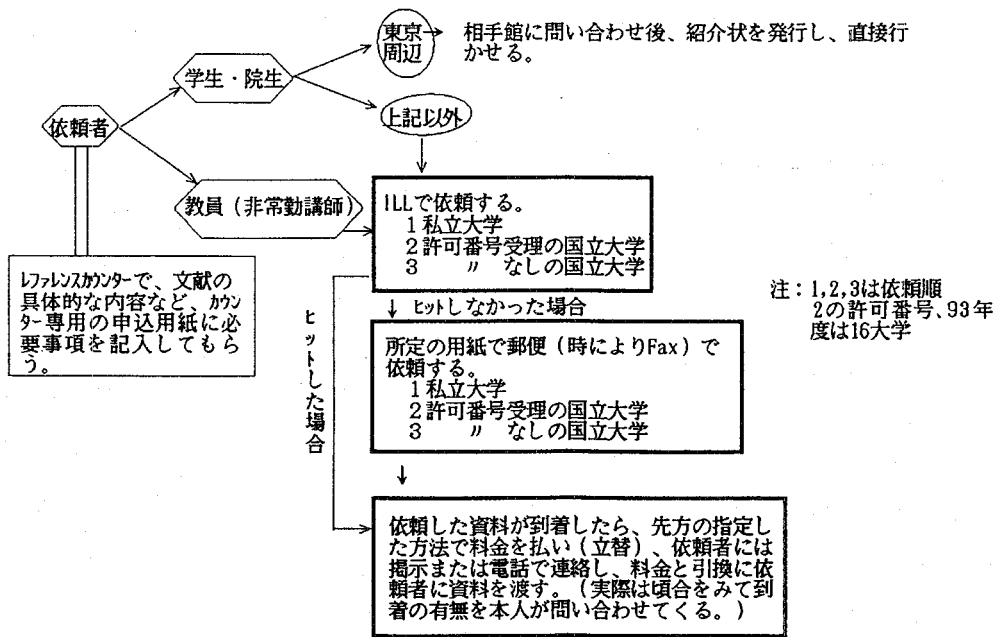 東京
周辺
相手館に問い合わせ後、紹介状を発行し、直接行
かせる。
学生・院生
上記以外
依頼者
教員（非常勤講師）
ILLで依頼する。
1 私立大学
2 許可番号受理の国立大学
3 〃 なしの国立大学
ﾚﾌｧﾚﾝｽｶｳﾝﾀｰで、文献の
具体的な内容など、ｶｳﾝ
ﾀｰ専用の申込用紙に必
要事項を記入してもら
う。
注：1,2,3は依頼順
2の許可番号、93年
度は16大学
ﾋｯﾄしなかった場合
ヒットした場合
所定の用紙で郵便（時によりFax）で
依頼する。
1 私立大学
2 許可番号受理の国立大学
3 〃 なしの国立大学
依頼した資料が到着したら、先方の指定し
た方法で料金を払い（立替）、依頼者には
掲示または電話で連絡し、料金と引換に依
頼者に資料を渡す。（実際は頃合をみて到
着の有無を本人が問い合わせてくる。）